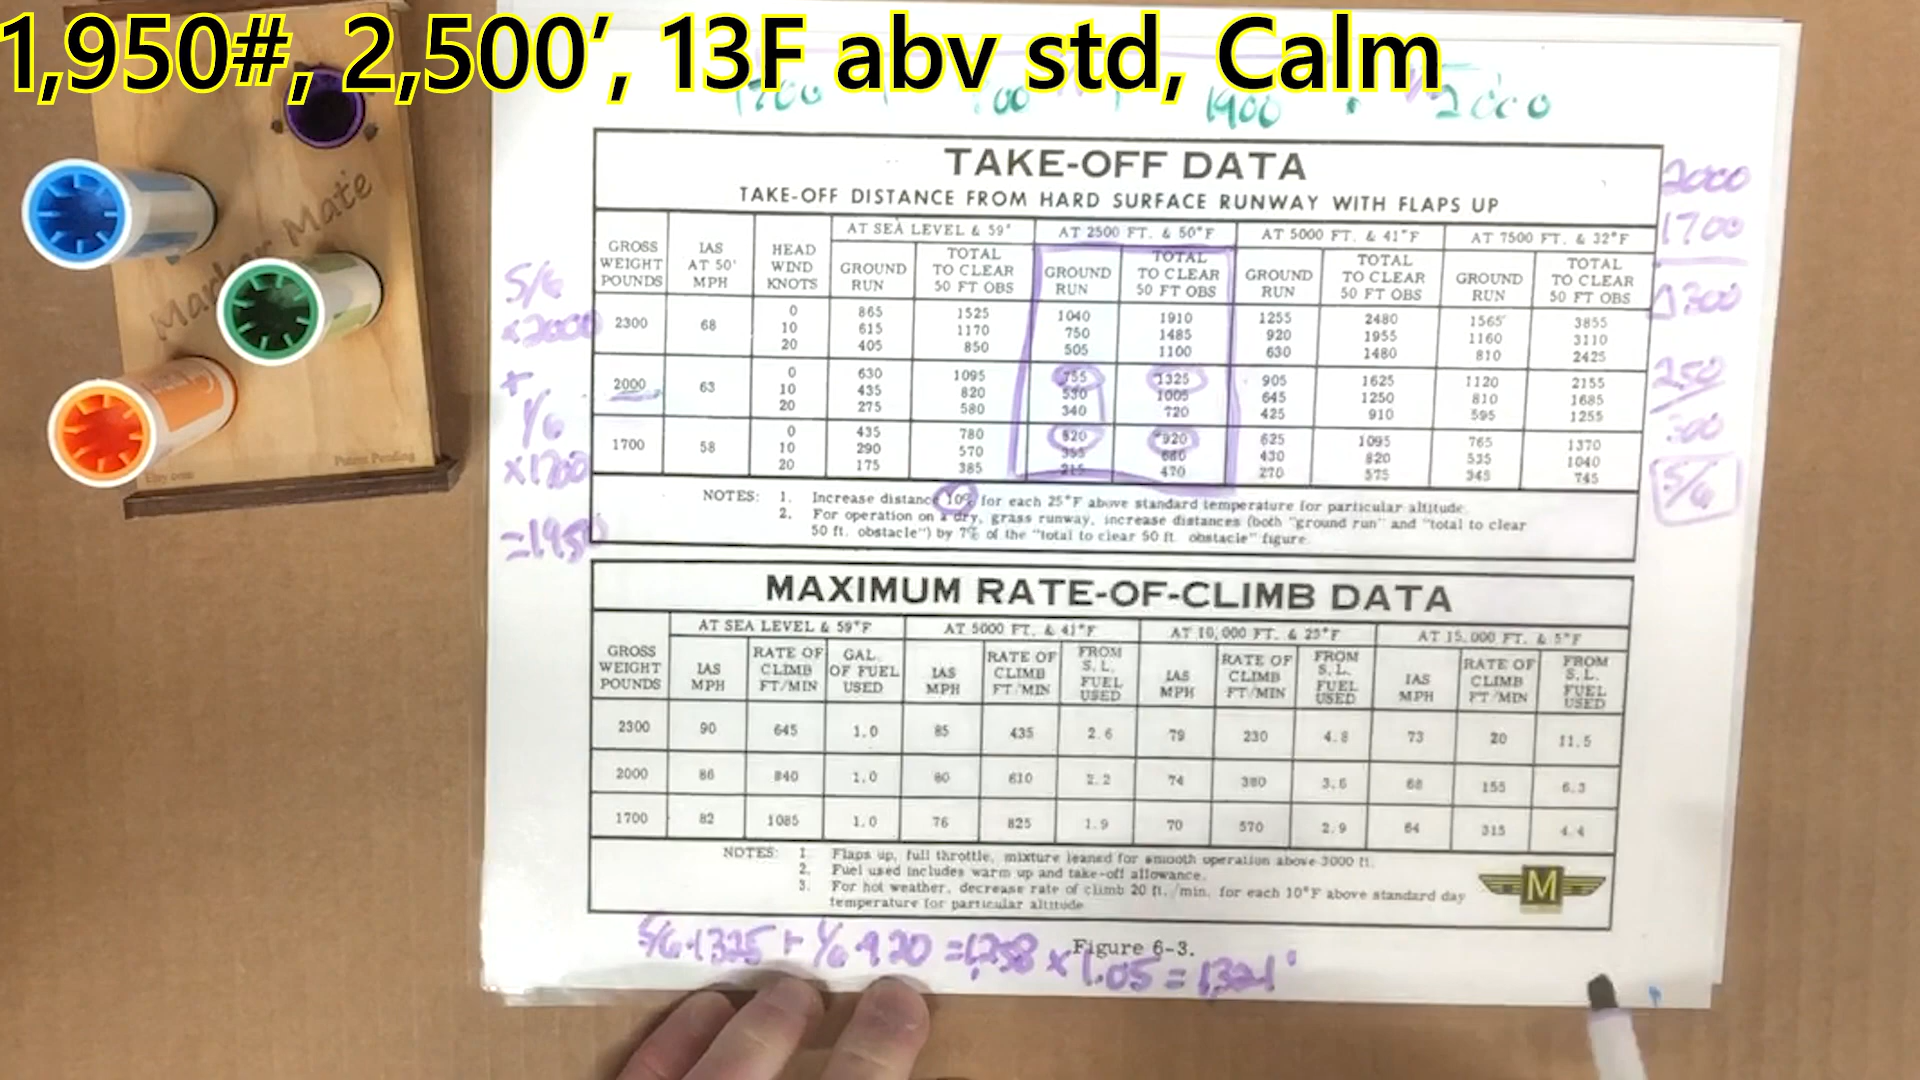 1,950#, 2,500’, 13F abv std, Calm
1700 1900 2000
Marker Mate
Etsy.com
Patent Pending
TAKE-OFF DATA
TAKE-OFF DISTANCE FROM HARD SURFACE RUNWAY WITH FLAPS UP
GROSS WEIGHT POUNDS IAS AT 50' MPH HEAD WIND KNOTS AT SEA LEVEL & 59° AT 2500 FT. & 50°F AT 5000 FT. & 41°F AT 7500 FT. & 32°F
GROUND RUN TOTAL TO CLEAR 50 FT OBS GROUND RUN TOTAL TO CLEAR 50 FT OBS GROUND RUN TOTAL TO CLEAR 50 FT OBS GROUND RUN TOTAL TO CLEAR 50 FT OBS
2300 68 0 865 1525 1040 1910 1255 2480 1565 3855
10 615 1170 750 1485 920 1955 1160 3110
20 405 850 505 1100 630 1480 810 2425
2000 63 0 630 1095 755 1325 905 1625 1120 2155
10 435 820 530 1005 645 1250 810 1685
20 275 580 340 720 425 910 595 1255
1700 58 0 435 780 520 920 625 1095 765 1370
10 290 570 355 680 430 820 535 1040
20 175 385 215 470 270 575 345 745
NOTES: 1. Increase distance 10% for each 25°F above standard temperature for particular altitude.
2. For operation on a dry, grass runway, increase distances (both "ground run" and "total to clear
50 ft. obstacle") by 7% of the "total to clear 50 ft. obstacle" figure.
5/6
x2000
+
1/6
x1700
=1950
2000
1700
Δ300
250
300
5/6
MAXIMUM RATE-OF-CLIMB DATA
GROSS WEIGHT POUNDS AT SEA LEVEL & 59°F AT 5000 FT. & 41°F AT 10,000 FT. & 23°F AT 15,000 FT. & 5°F
IAS MPH RATE OF CLIMB FT/MIN GAL. OF FUEL USED IAS MPH RATE OF CLIMB FT/MIN FROM S.L. FUEL USED IAS MPH RATE OF CLIMB FT/MIN FROM S.L. FUEL USED IAS MPH RATE OF CLIMB FT/MIN FROM S.L. FUEL USED
2300 90 645 1.0 85 435 2.6 79 230 4.8 73 20 11.5
2000 86 840 1.0 80 610 2.2 74 380 3.6 68 155 6.3
1700 82 1085 1.0 76 825 1.9 70 570 2.9 64 315 4.4
NOTES: 1. Flaps up, full throttle, mixture leaned for smooth operation above 3000 ft.
2. Fuel used includes warm up and take-off allowance.
3. For hot weather, decrease rate of climb 20 ft./min. for each 10°F above standard day
temperature for particular altitude
M
Figure 6-3.
5/6·1325 + 1/6·920 = 1,258 x 1.05 = 1,321'